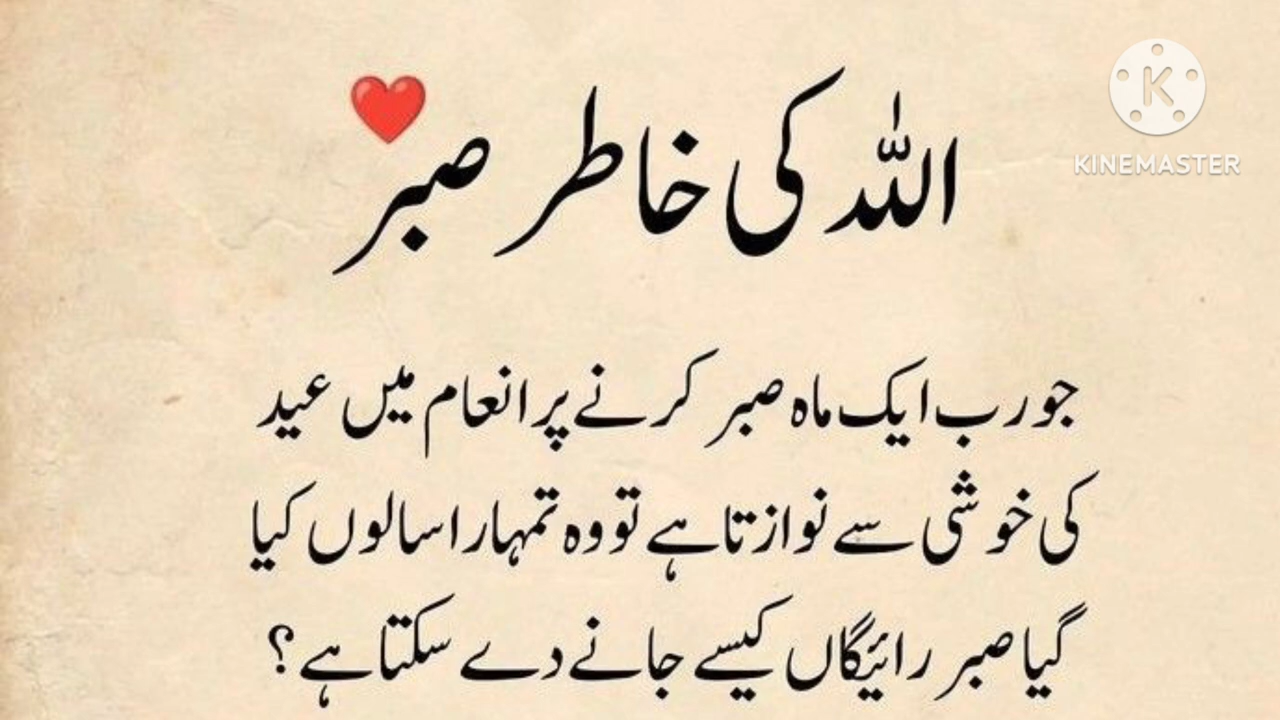 اللہ کی خاطر صبر ❤️
KINEMASTER
جو رب ایک ماہ صبر کرنے پر انعام میں عید
کی خوشی سے نوازتا ہے تو وہ تمہارا سالوں کیا
گیا صبر رائیگاں کیسے جانے دے سکتا ہے؟